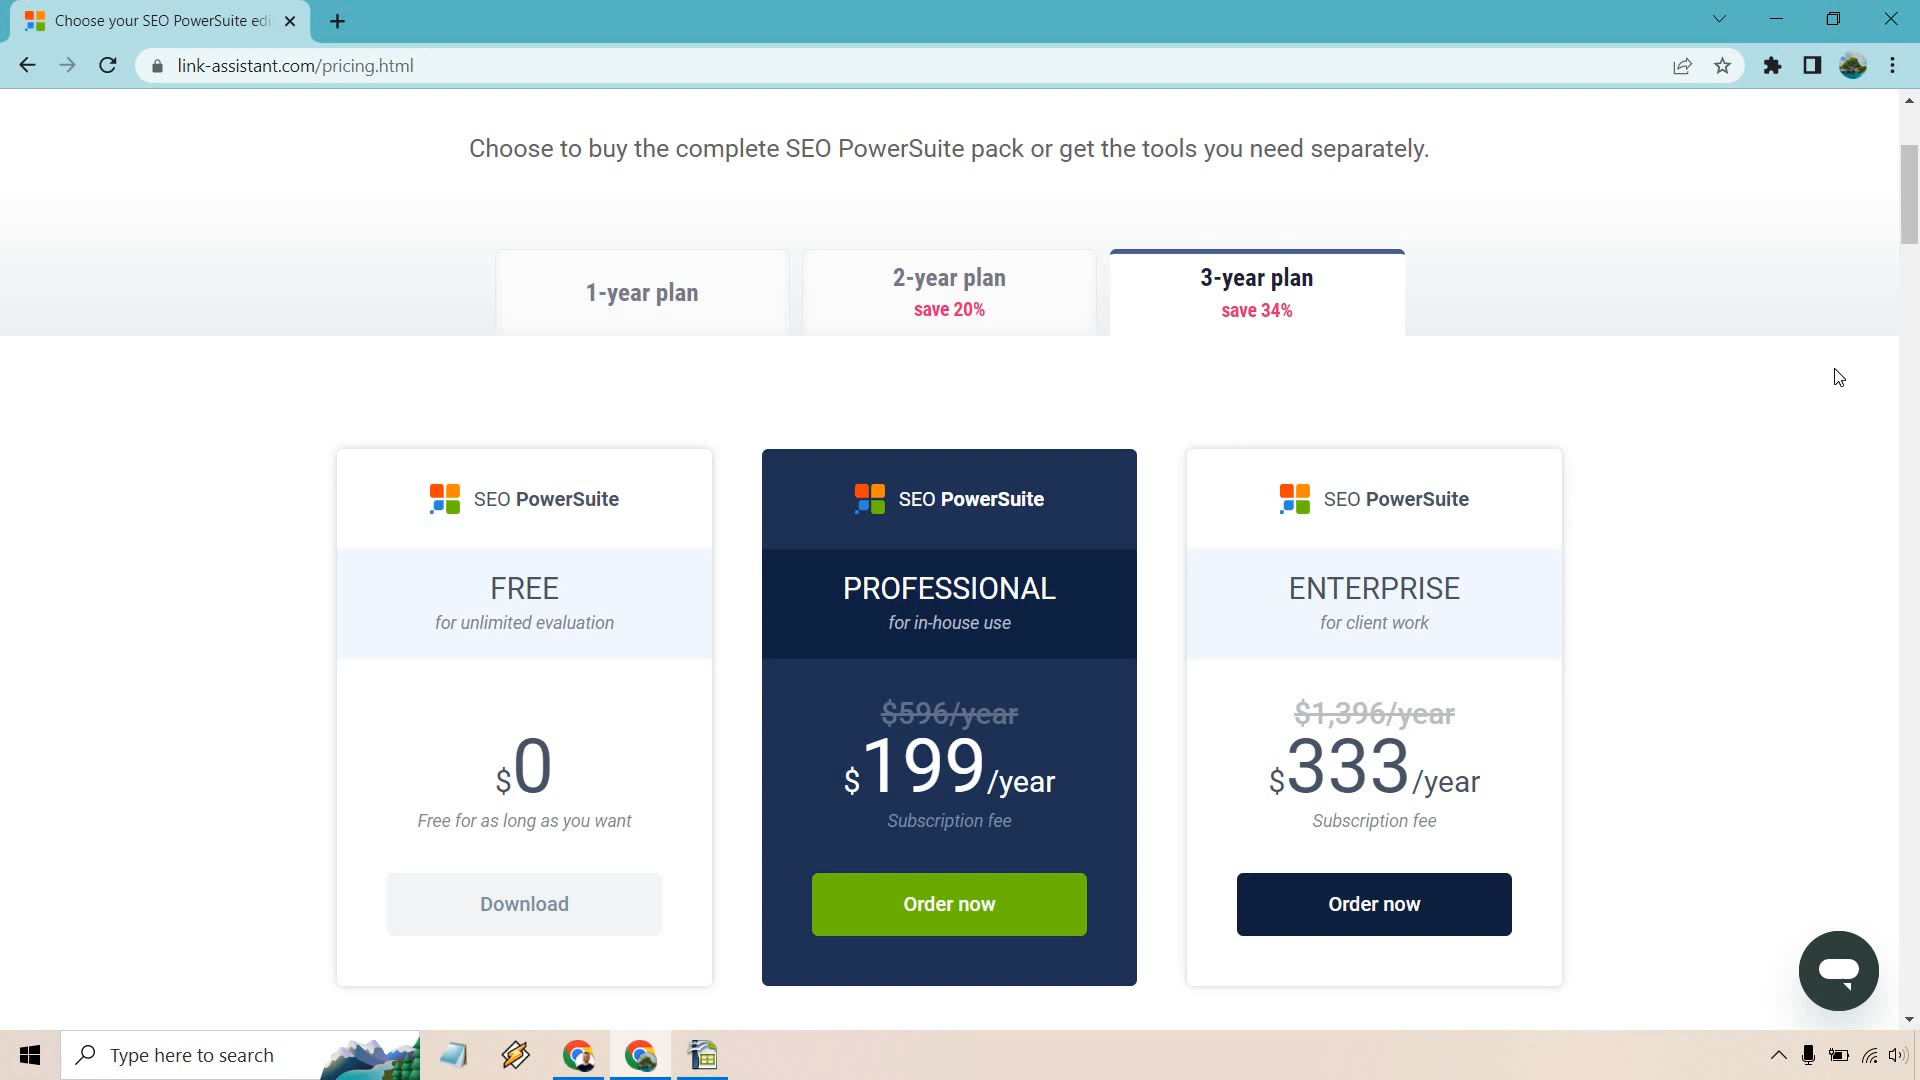 Choose your SEO PowerSuite edi
link-assistant.com/pricing.html
Choose to buy the complete SEO PowerSuite pack or get the tools you need separately.
1-year plan
2-year plan
save 20%
3-year plan
save 34%
SEO PowerSuite
FREE
for unlimited evaluation
$0
Free for as long as you want
Download
SEO PowerSuite
PROFESSIONAL
for in-house use
$596/year
$199/year
Subscription fee
Order now
SEO PowerSuite
ENTERPRISE
for client work
$1,396/year
$333/year
Subscription fee
Order now
Type here to search